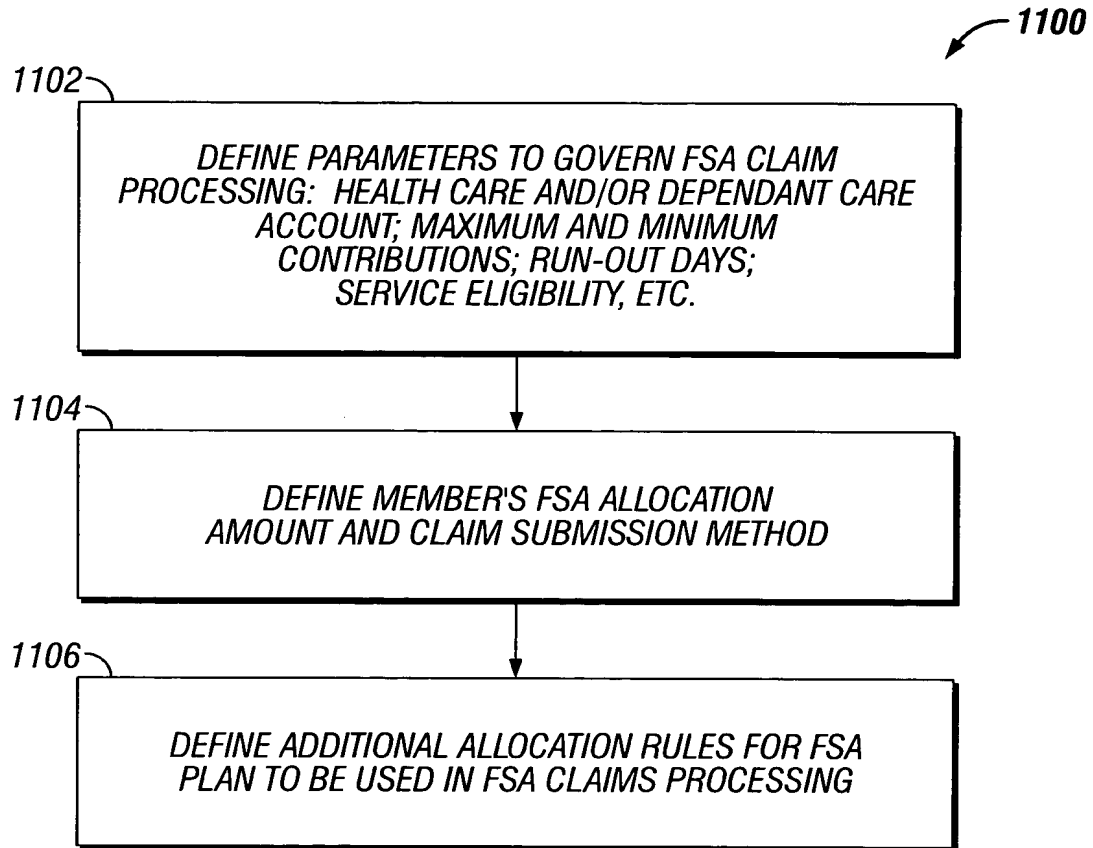 1100
1102
DEFINE PARAMETERS TO GOVERN FSA CLAIM
PROCESSING: HEALTH CARE AND/OR DEPENDANT CARE
ACCOUNT; MAXIMUM AND MINIMUM
CONTRIBUTIONS; RUN-OUT DAYS;
SERVICE ELIGIBILITY, ETC.
1104
DEFINE MEMBER'S FSA ALLOCATION
AMOUNT AND CLAIM SUBMISSION METHOD
1106
DEFINE ADDITIONAL ALLOCATION RULES FOR FSA
PLAN TO BE USED IN FSA CLAIMS PROCESSING